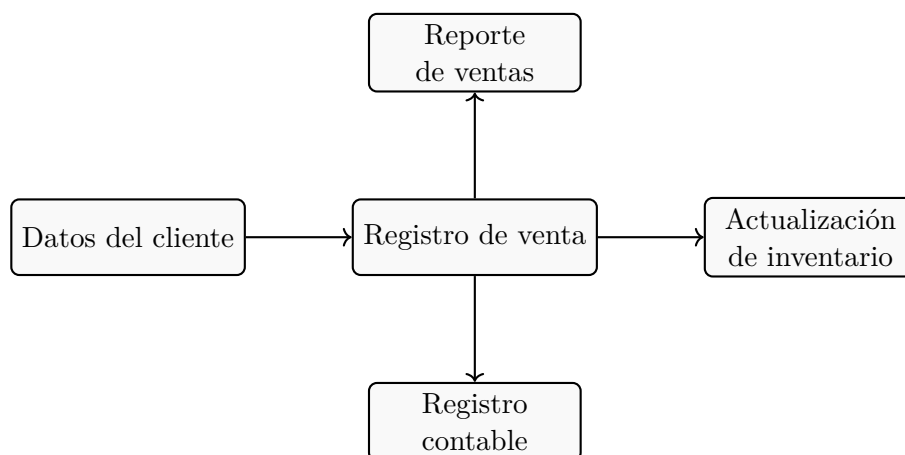 Reporte
de ventas
Datos del cliente
Registro de venta
Actualización
de inventario
Registro
contable